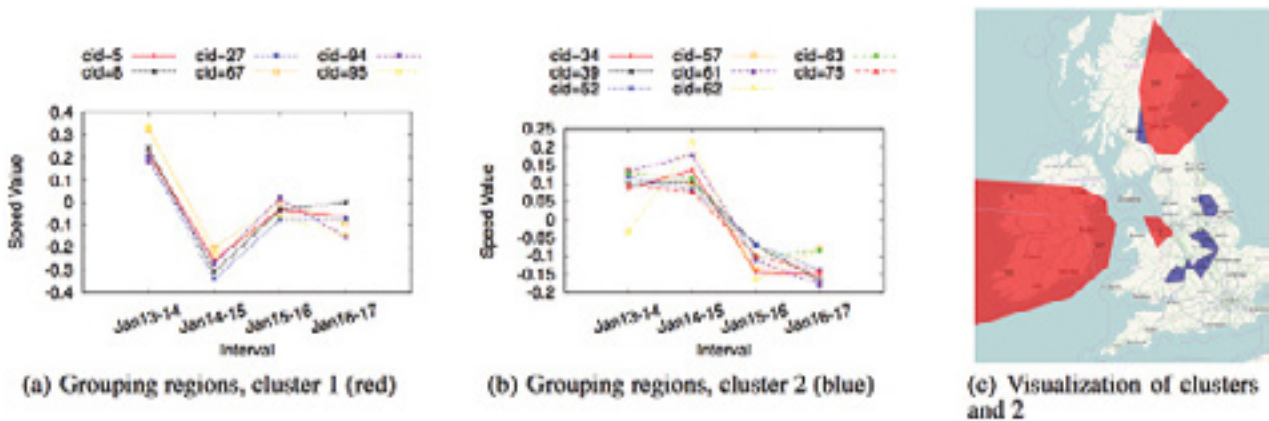 cid=5 cid=27 cid=94
cid=6 cid=67 cid=95
0.4
0.3
0.2
0.1
0
-0.1
-0.2
-0.3
-0.4
Speed Value
Jan13-14 Jan14-15 Jan15-16 Jan16-17
Interval
(a) Grouping regions, cluster 1 (red)
cid=34 cid=57 cid=63
cid=39 cid=61 cid=75
cid=52 cid=62
0.25
0.2
0.15
0.1
0.05
0
-0.05
-0.1
-0.15
-0.2
Speed Value
Jan13-14 Jan14-15 Jan15-16 Jan16-17
Interval
(b) Grouping regions, cluster 2 (blue)
(c) Visualization of clusters
and 2